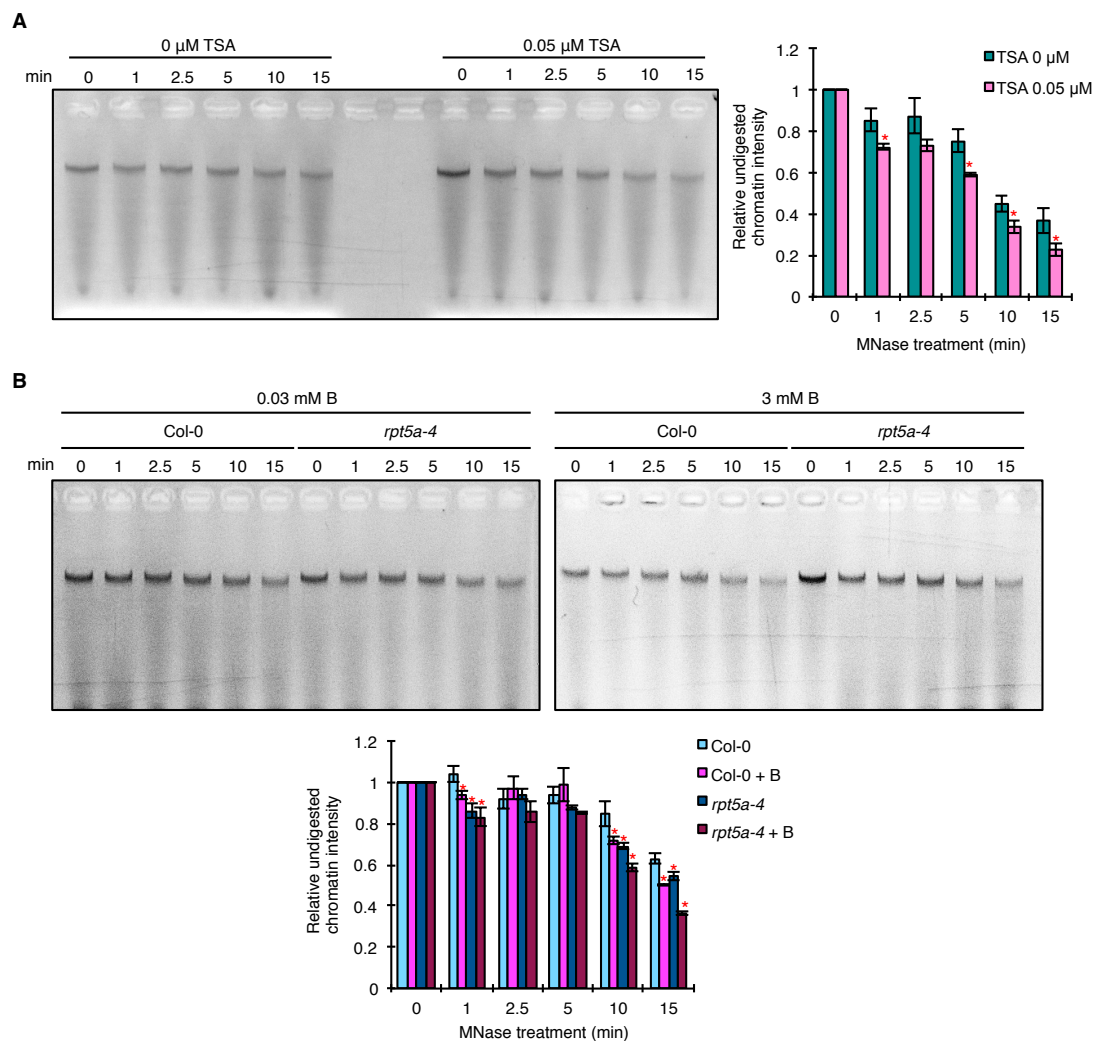 A
0 µM TSA
0.05 µM TSA
min 0 1 2.5 5 10 15 0 1 2.5 5 10 15
1.2
1
0.8
0.6
0.4
0.2
0
Relative undigested
chromatin intensity
TSA 0 µM
TSA 0.05 µM
* * * *
0 1 2.5 5 10 15
MNase treatment (min)
B
0.03 mM B
3 mM B
Col-0 rpt5a-4 Col-0 rpt5a-4
min 0 1 2.5 5 10 15 0 1 2.5 5 10 15 0 1 2.5 5 10 15 0 1 2.5 5 10 15
1.2
1
0.8
0.6
0.4
0.2
0
Relative undigested
chromatin intensity
Col-0
Col-0 + B
rpt5a-4
rpt5a-4 + B
* * * * * * * * *
0 1 2.5 5 10 15
MNase treatment (min)